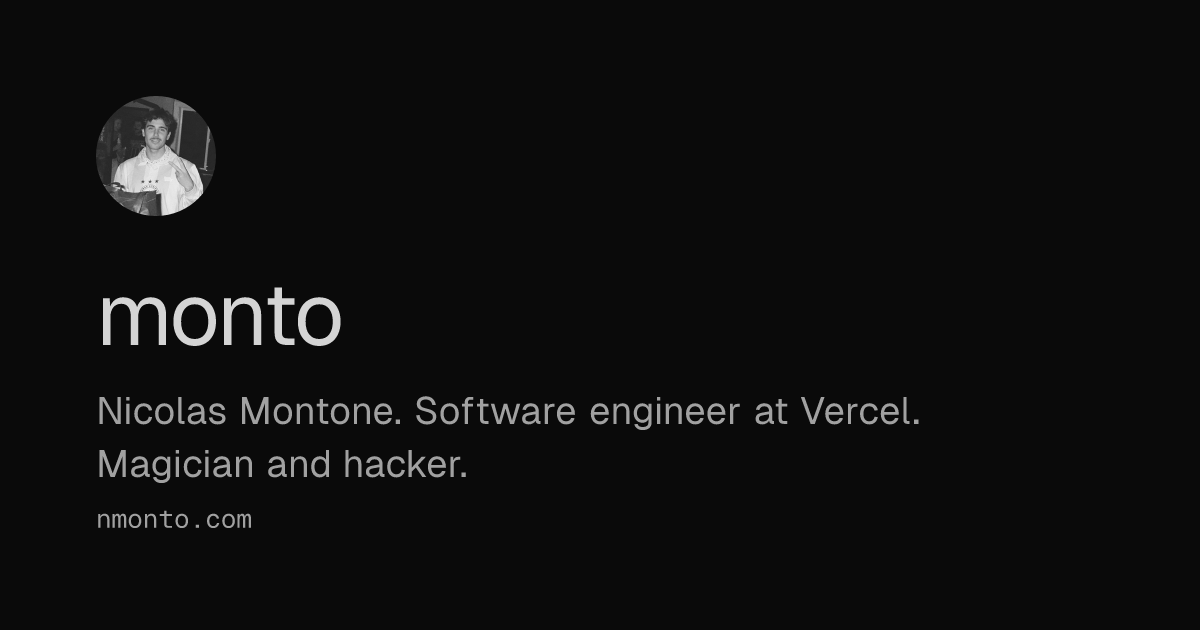 monto
Nicolas Montone. Software engineer at Vercel.
Magician and hacker.
nmonto.com